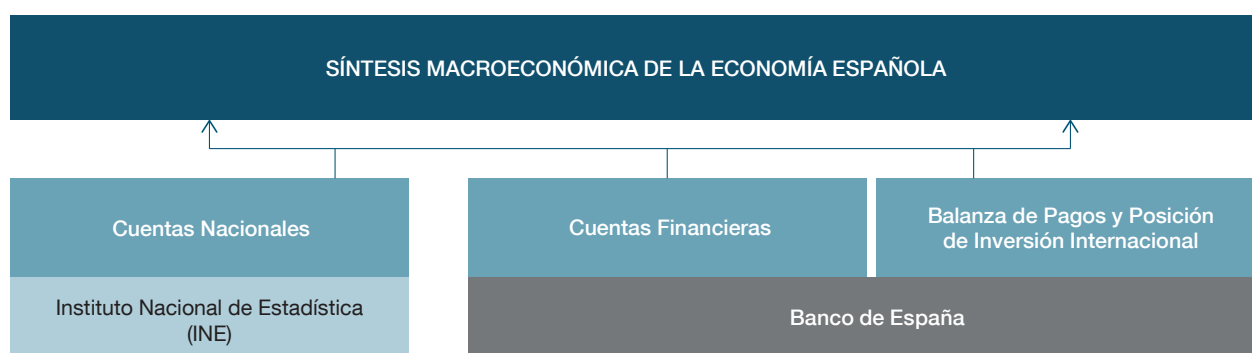 SÍNTESIS MACROECONÓMICA DE LA ECONOMÍA ESPAÑOLA
Cuentas Nacionales
Cuentas Financieras
Balanza de Pagos y Posición
de Inversión Internacional
Instituto Nacional de Estadística
(INE)
Banco de España